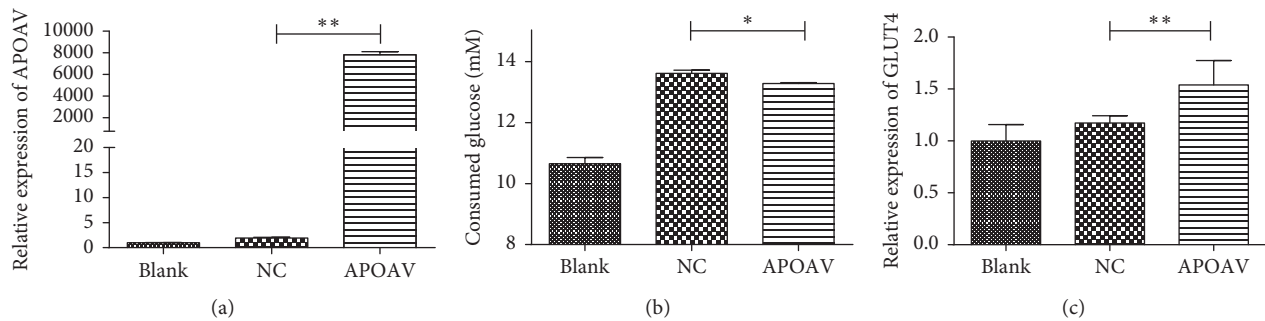 Relative expression of APOAV
10000
8000
6000
4000
2000
20
15
10
5
0
**
Blank NC APOAV
(a)
Consumed glucose (mM)
14
12
10
8
*
Blank NC APOAV
(b)
Relative expression of GLUT4
2.0
1.5
1.0
0.5
0.0
**
Blank NC APOAV
(c)